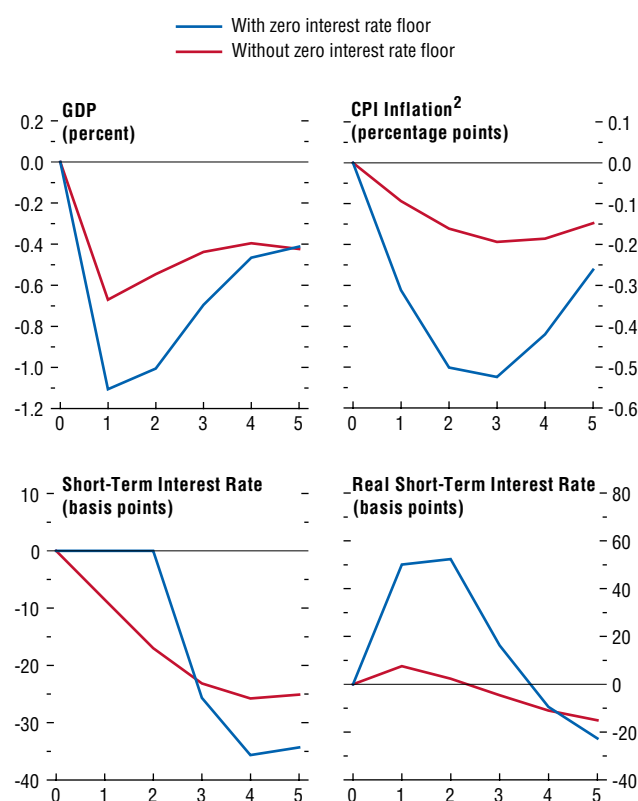 With zero interest rate floor
Without zero interest rate floor
GDP
(percent)
0.2
0.0
-0.2
-0.4
-0.6
-0.8
-1.0
-1.2
0 1 2 3 4 5
CPI Inflation2
(percentage points)
0.1
0.0
-0.1
-0.2
-0.3
-0.4
-0.5
-0.6
0 1 2 3 4 5
Short-Term Interest Rate
(basis points)
10
0
-10
-20
-30
-40
0 1 2 3 4 5
Real Short-Term Interest Rate
(basis points)
80
60
40
20
0
-20
-40
0 1 2 3 4 5